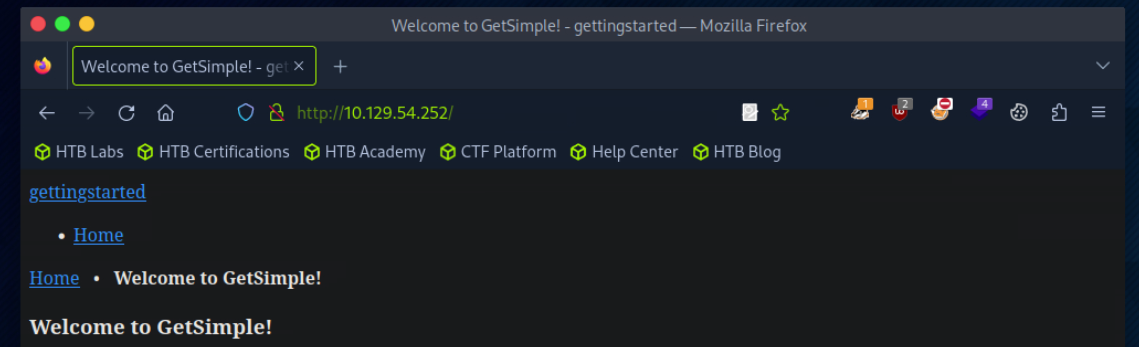 Welcome to GetSimple! - gettingstarted — Mozilla Firefox
Welcome to GetSimple! - get
http://10.129.54.252/
1 2 4
HTB Labs HTB Certifications HTB Academy CTF Platform Help Center HTB Blog
gettingstarted
• Home
Home • Welcome to GetSimple!
Welcome to GetSimple!